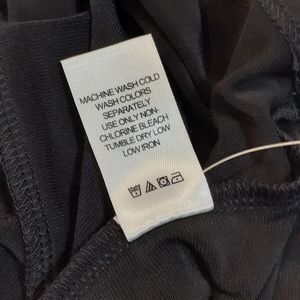 MACHINE WASH COLD
WASH COLORS
SEPARATELY
USE ONLY NON-
CHLORINE BLEACH
TUMBLE DRY LOW
LOW IRON